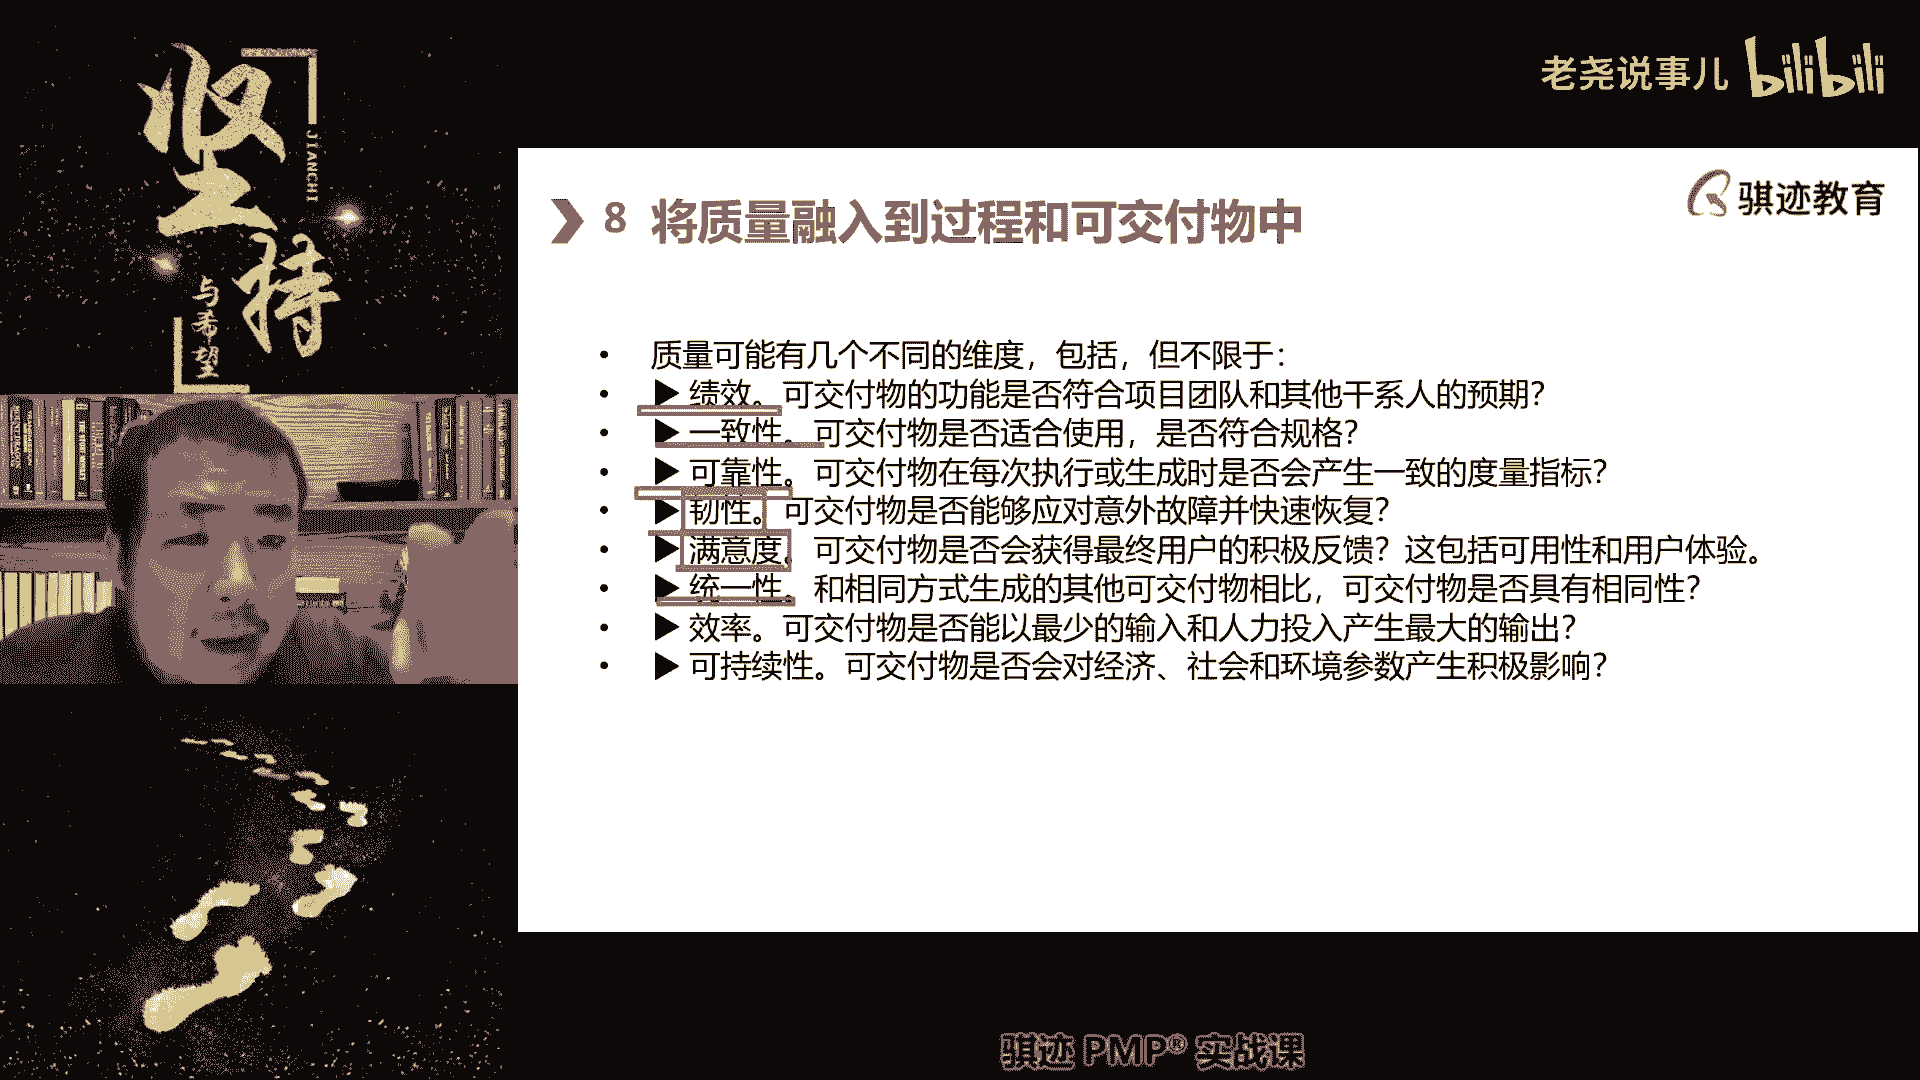 坚持
JIANCHI
与希望
老尧说事儿 bilibili
骐迹教育
8 将质量融入到过程和可交付物中
• 质量可能有几个不同的维度，包括，但不限于：
• ▶ 绩效。可交付物的功能是否符合项目团队和其他干系人的预期？
• ▶ 一致性。可交付物是否适合使用，是否符合规格？
• ▶ 可靠性。可交付物在每次执行或生成时是否会产生一致的度量指标？
• ▶ 韧性。可交付物是否能够应对意外故障并快速恢复？
• ▶ 满意度。可交付物是否会获得最终用户的积极反馈？这包括可用性和用户体验。
• ▶ 统一性。和相同方式生成的其他可交付物相比，可交付物是否具有相同性？
• ▶ 效率。可交付物是否能以最少的输入和人力投入产生最大的输出？
• ▶ 可持续性。可交付物是否会对经济、社会和环境参数产生积极影响？
骐迹 PMP® 实战课